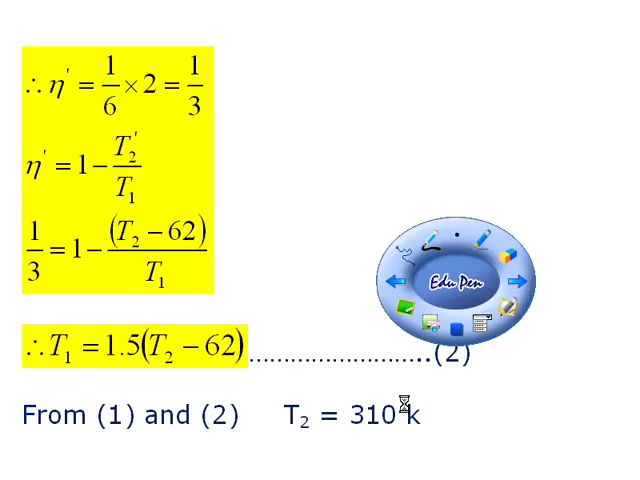 ∴ η' = 1/6 × 2 = 1/3
η' = 1 − T₂'/T₁
1/3 = 1 − (T₂ − 62)/T₁
Edu Pen
∴ T₁ = 1.5(T₂ − 62) ……………………..(2)
From (1) and (2) T₂ = 310 k